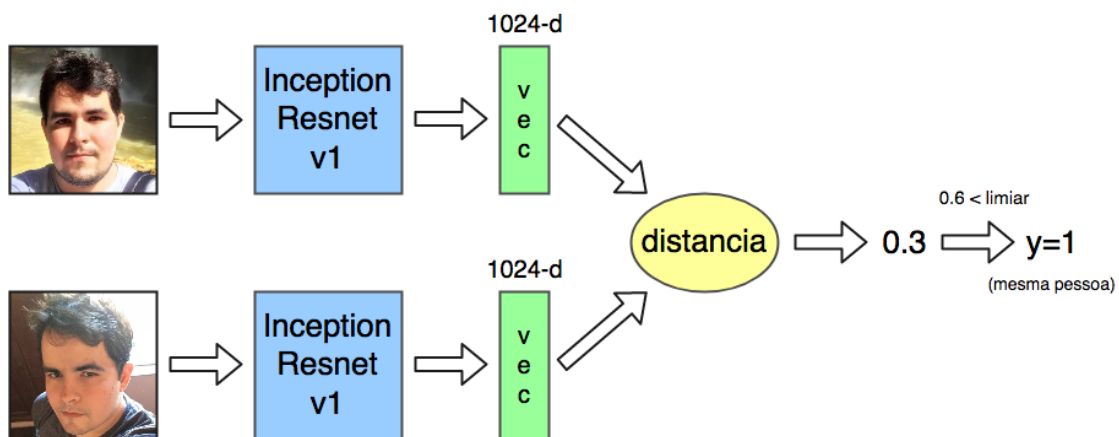 1024-d
Inception
Resnet
v1
v
e
c
distancia
0.3
0.6 < limiar
y=1
(mesma pessoa)
1024-d
Inception
Resnet
v1
v
e
c